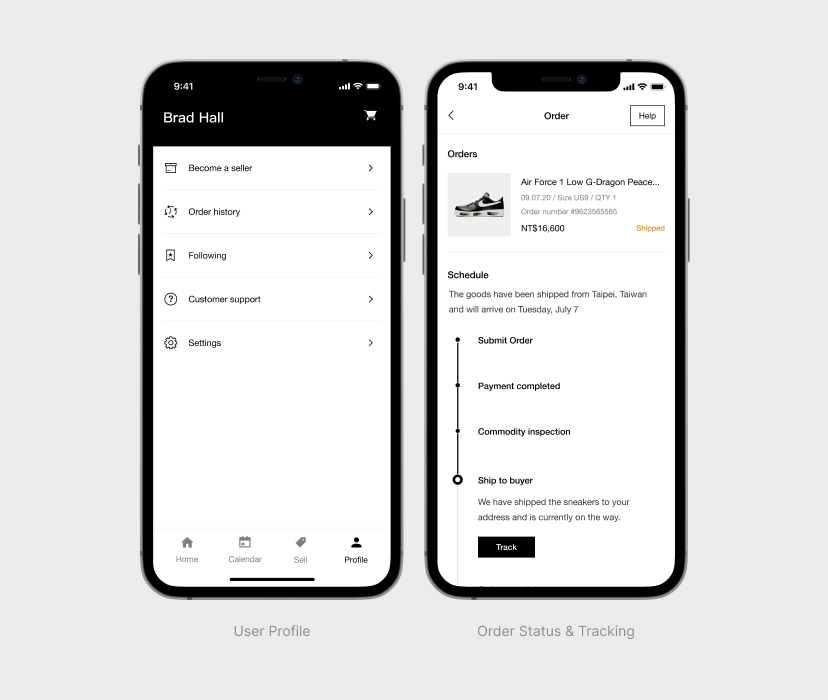 9:41
Brad Hall
Become a seller
Order history
Following
Customer support
Settings
Home
Calendar
Sell
Profile
User Profile
9:41
Order
Help
Orders
Air Force 1 Low G-Dragon Peace...
09.07.20 / Size US9 / QTY 1
Order number #9623565565
NT$16,600
Shipped
Schedule
The goods have been shipped from Taipei, Taiwan
and will arrive on Tuesday, July 7
Submit Order
Payment completed
Commodity inspection
Ship to buyer
We have shipped the sneakers to your
address and is currently on the way.
Track
Order Status & Tracking